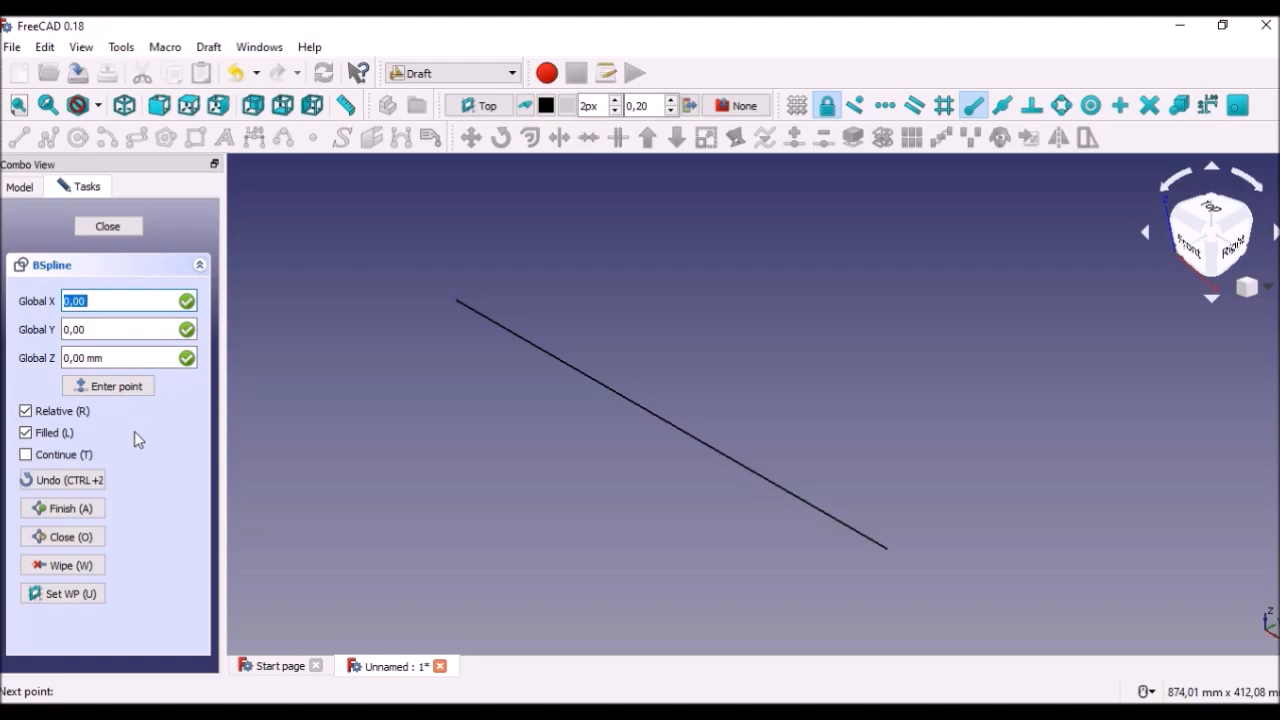 FreeCAD 0.18
File Edit View Tools Macro Draft Windows Help
Draft
Top 2px 0,20 None
Combo View
Model Tasks
Close
BSpline
Global X 0,00
Global Y 0,00
Global Z 0,00 mm
Enter point
Relative (R)
Filled (L)
Continue (T)
Undo (CTRL+Z
Finish (A)
Close (O)
Wipe (W)
Set WP (U)
Top
Front
Right
Z
Start page Unnamed : 1*
Next point: 874,01 mm x 412,08 m